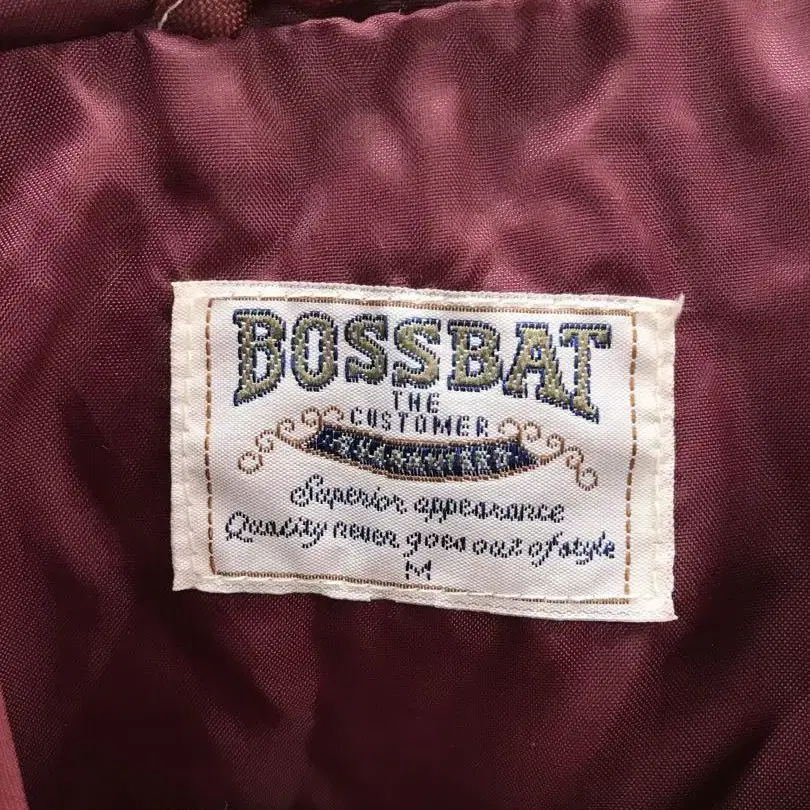 BOSSBAT
THE
CUSTOMER
Superior appearance
Quality never goes out of style
M